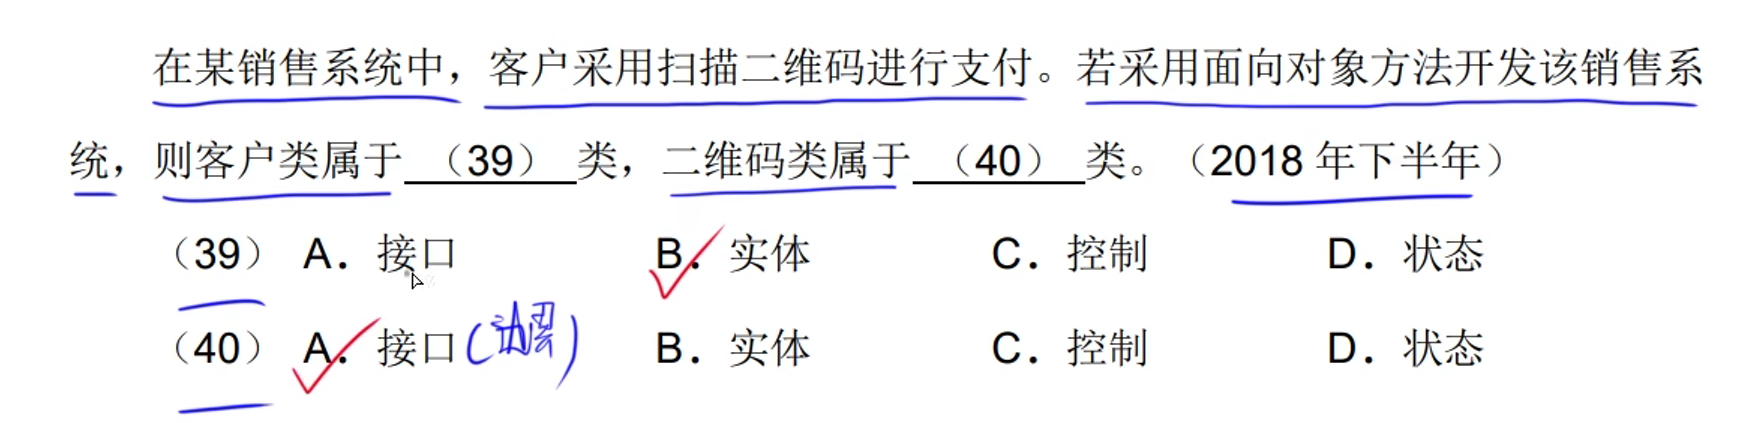 在某销售系统中，客户采用扫描二维码进行支付。若采用面向对象方法开发该销售系
统，则客户类属于 （39） 类，二维码类属于 （40） 类。（2018 年下半年）
（39） A．接口 B．实体 C．控制 D．状态
（40） A．接口（边界） B．实体 C．控制 D．状态